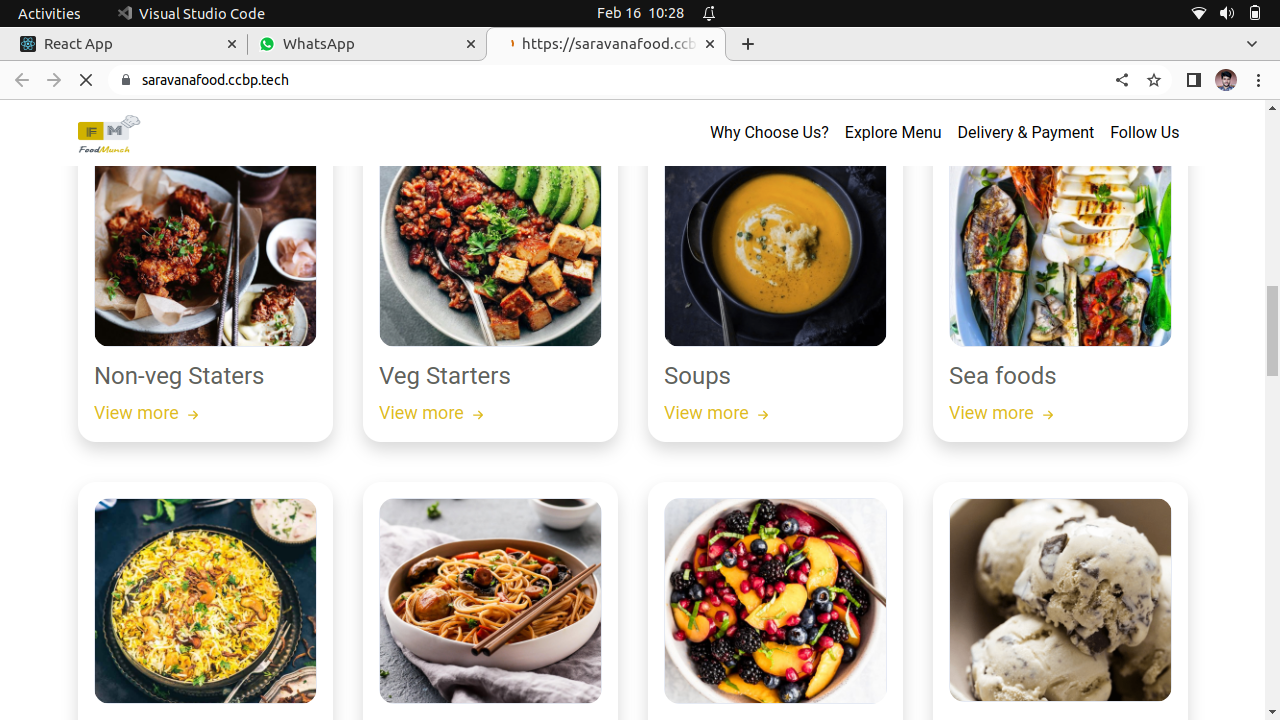 Activities Visual Studio Code Feb 16 10:28
React App WhatsApp https://saravanafood.ccb
saravanafood.ccbp.tech
FM
FoodMunch
Why Choose Us? Explore Menu Delivery & Payment Follow Us
Non-veg Staters Veg Starters Soups Sea foods
View more → View more → View more → View more →